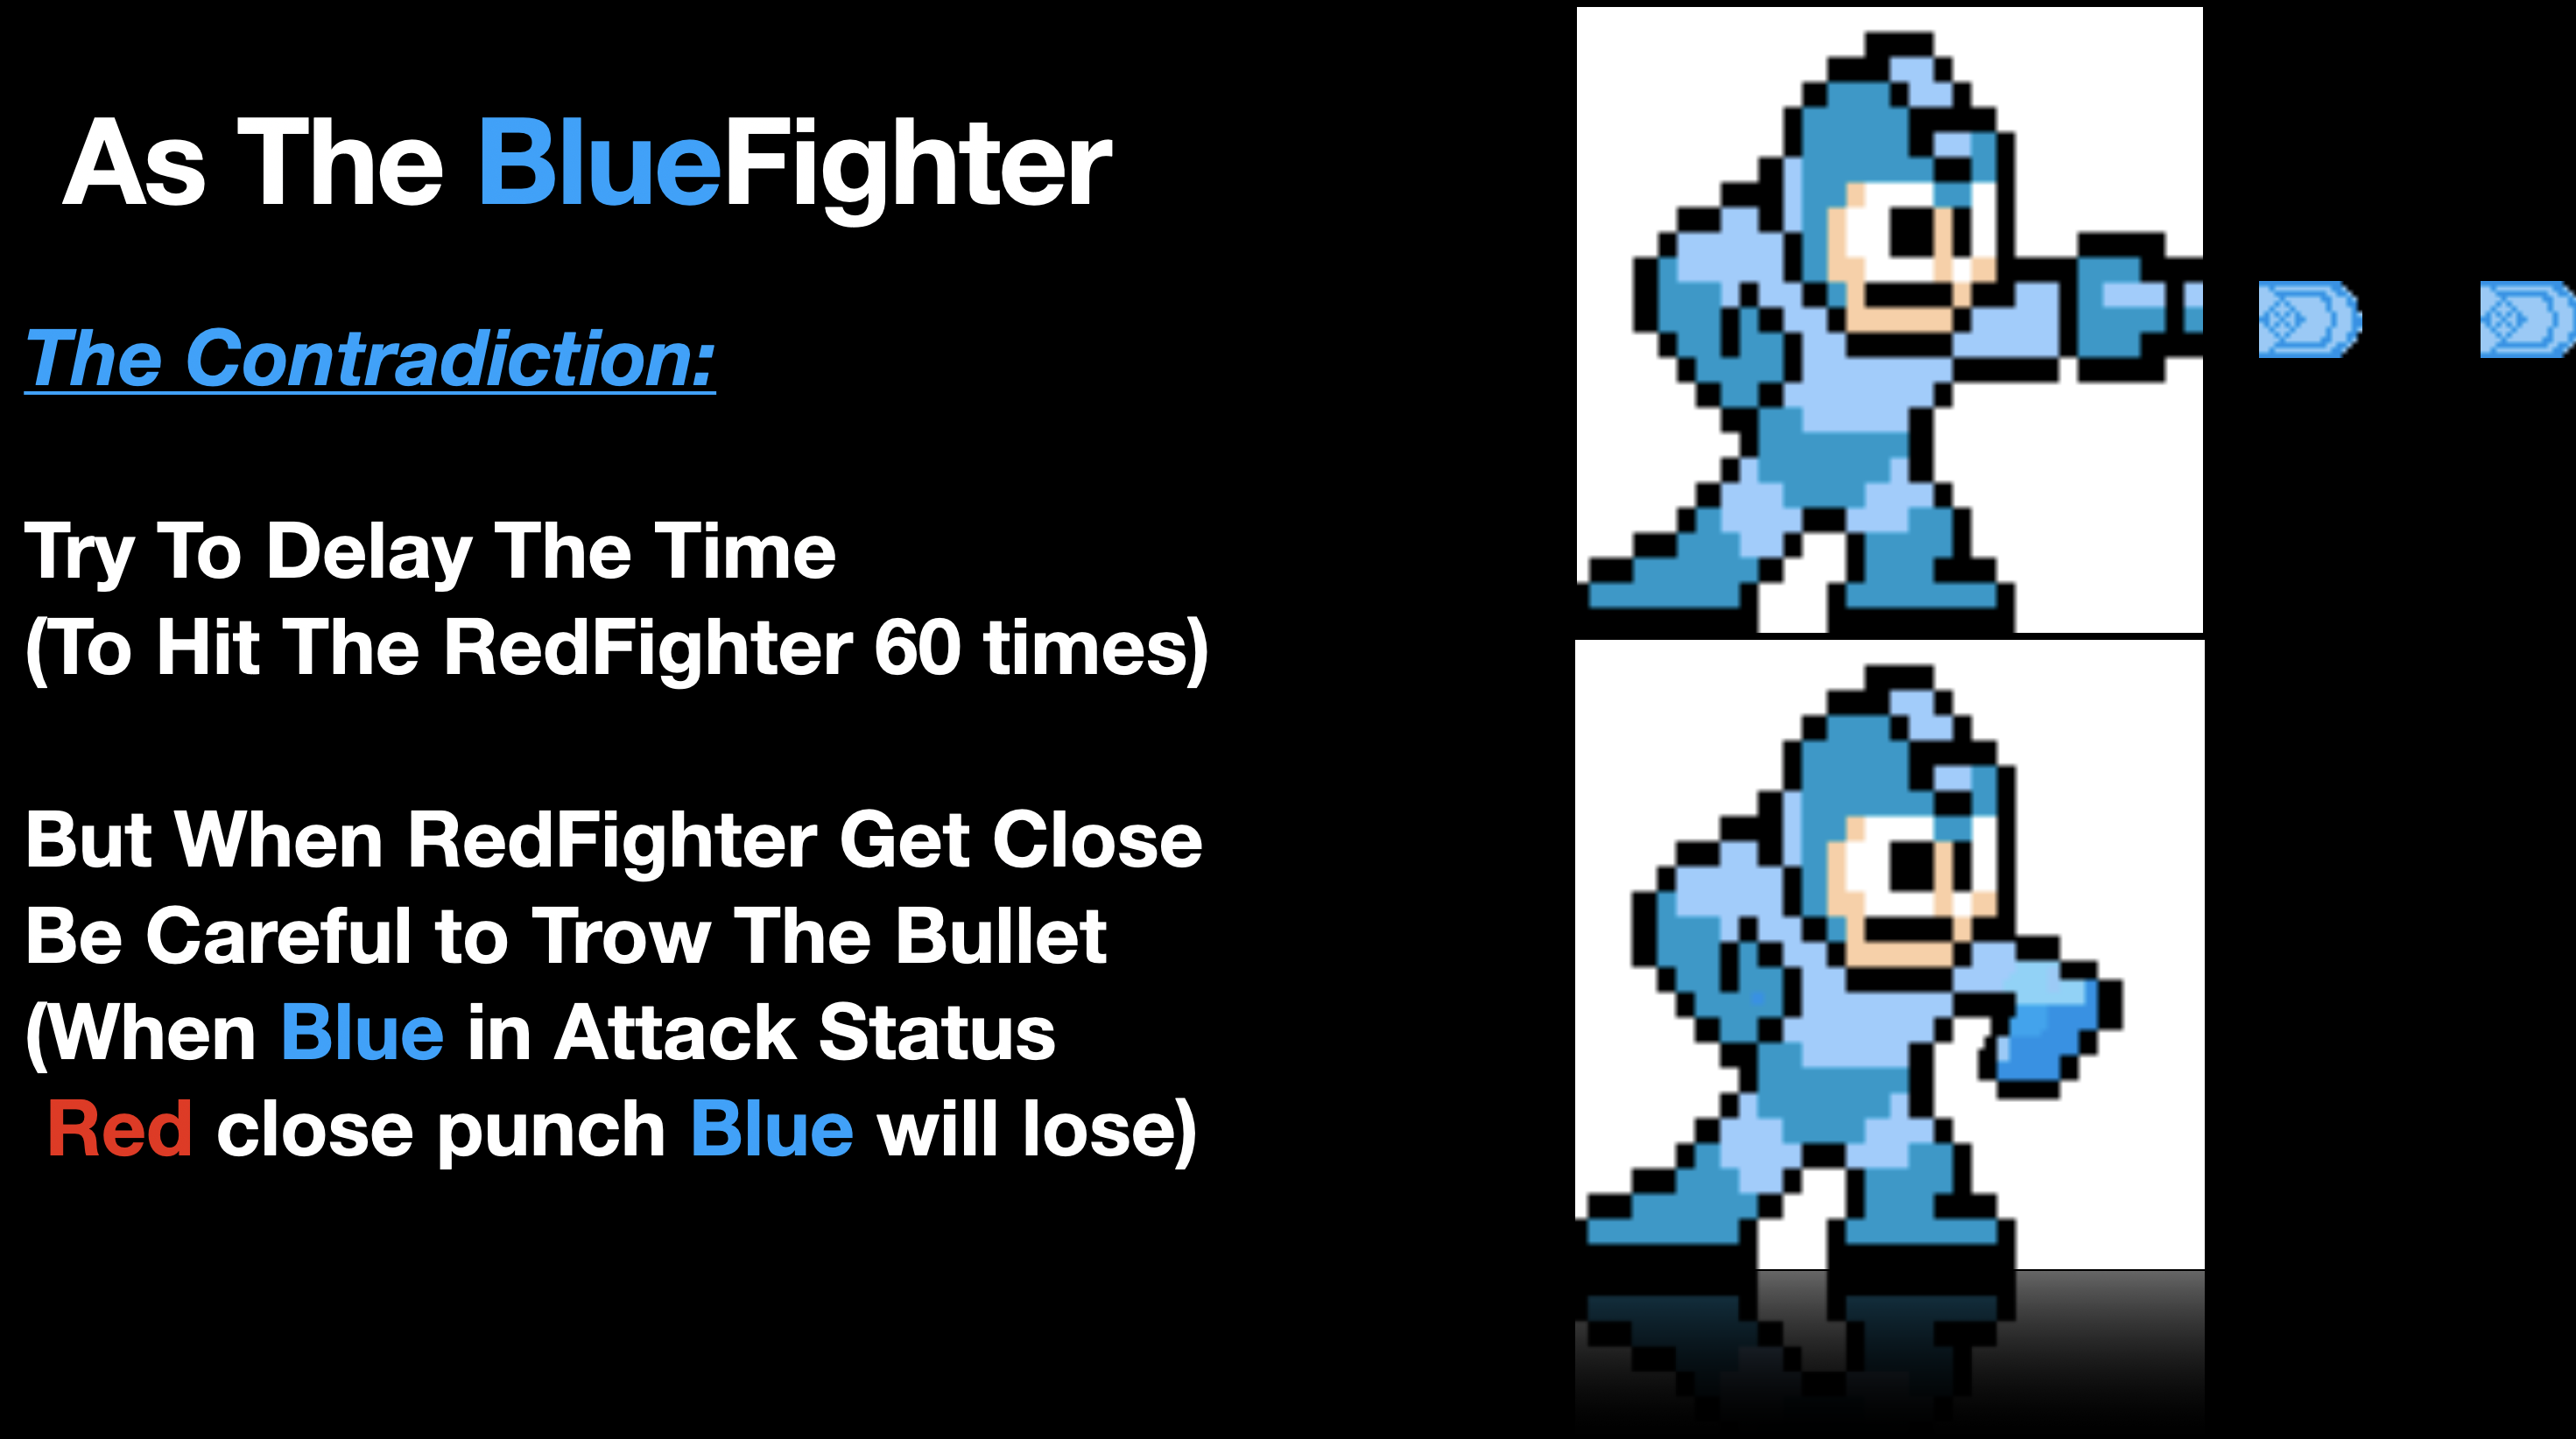 As The BlueFighter
The Contradiction:
Try To Delay The Time
(To Hit The RedFighter 60 times)
But When RedFighter Get Close
Be Careful to Trow The Bullet
(When Blue in Attack Status
Red close punch Blue will lose)